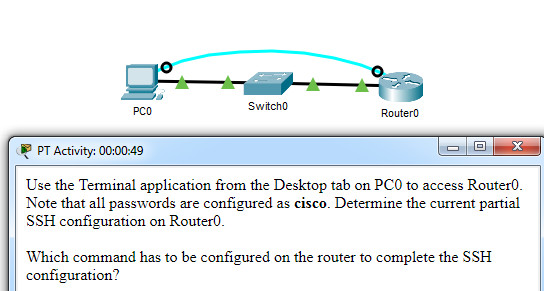 PC0
Switch0
Router0
PT Activity: 00:00:49
Use the Terminal application from the Desktop tab on PC0 to access Router0.
Note that all passwords are configured as cisco. Determine the current partial
SSH configuration on Router0.
Which command has to be configured on the router to complete the SSH
configuration?